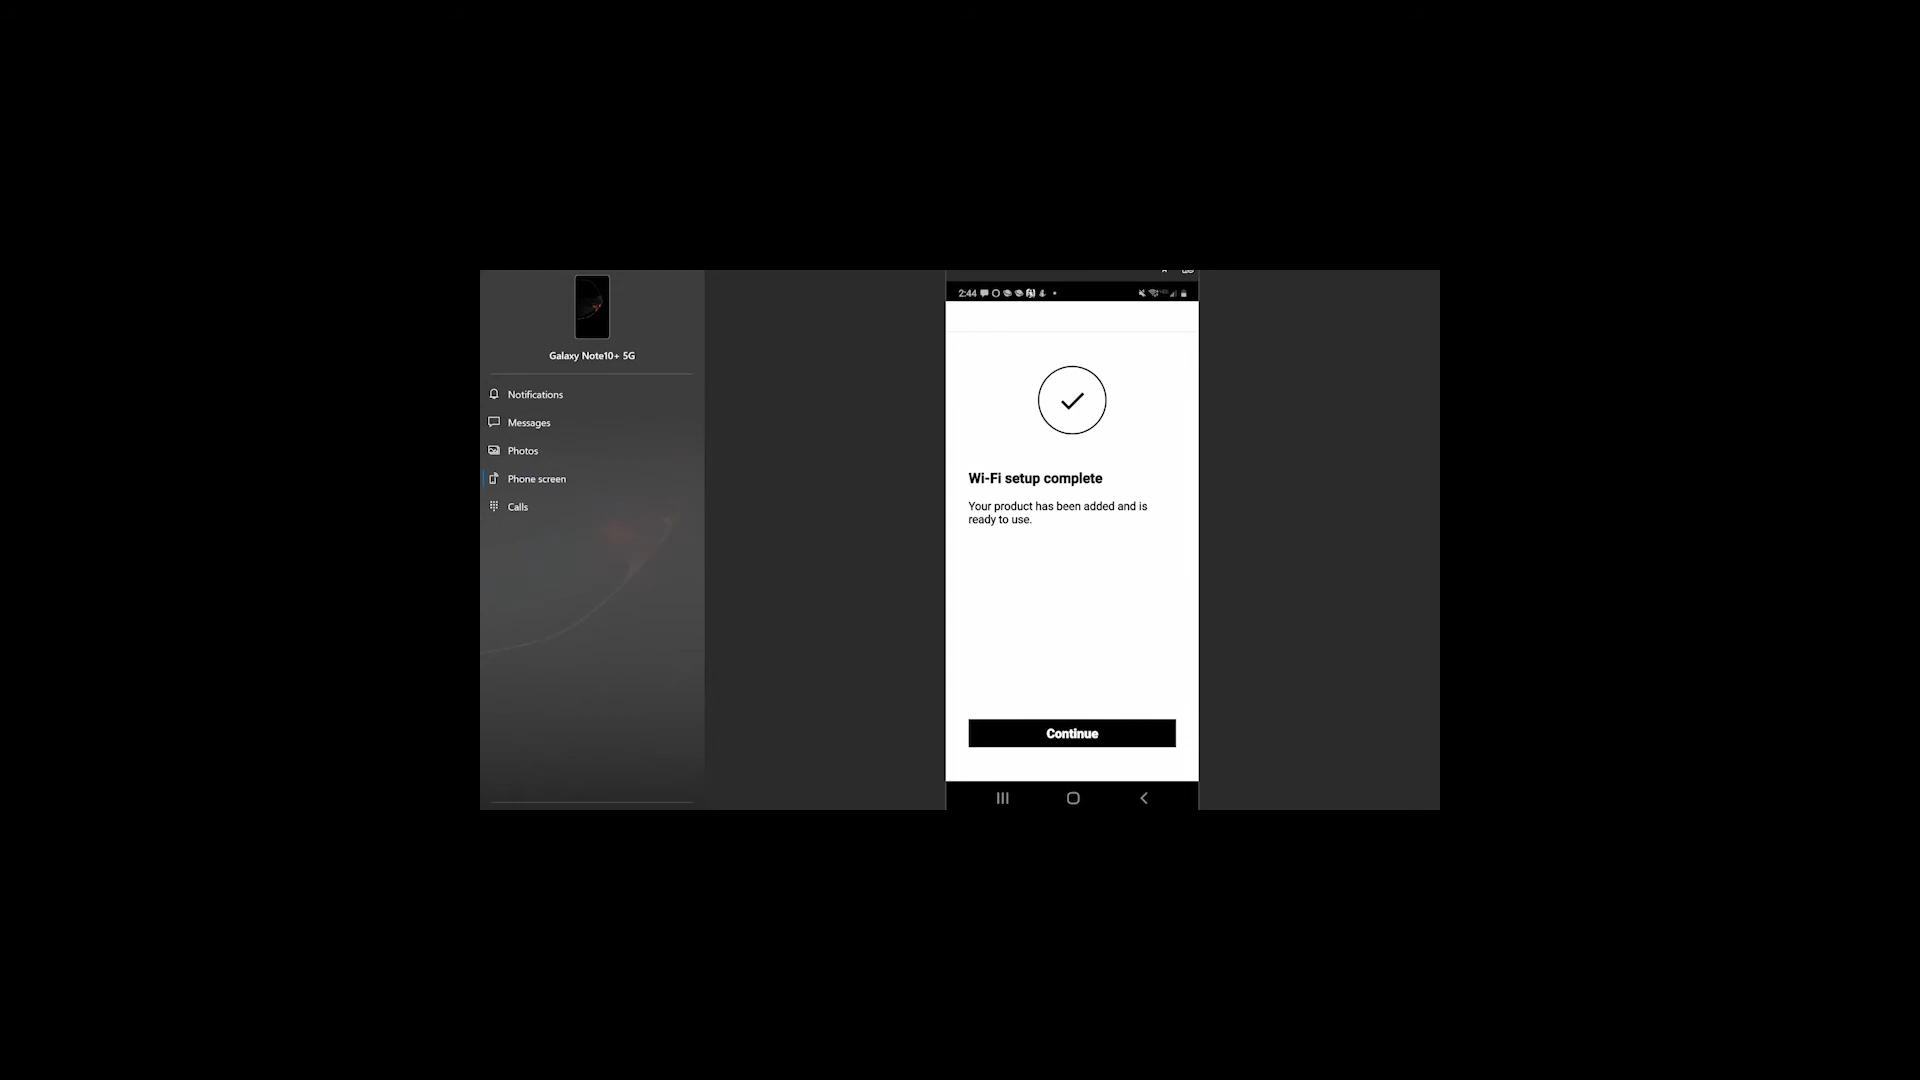 Galaxy Note10+ 5G
Notifications
Messages
Photos
Phone screen
Calls
2:44
Wi-Fi setup complete
Your product has been added and is
ready to use.
Continue